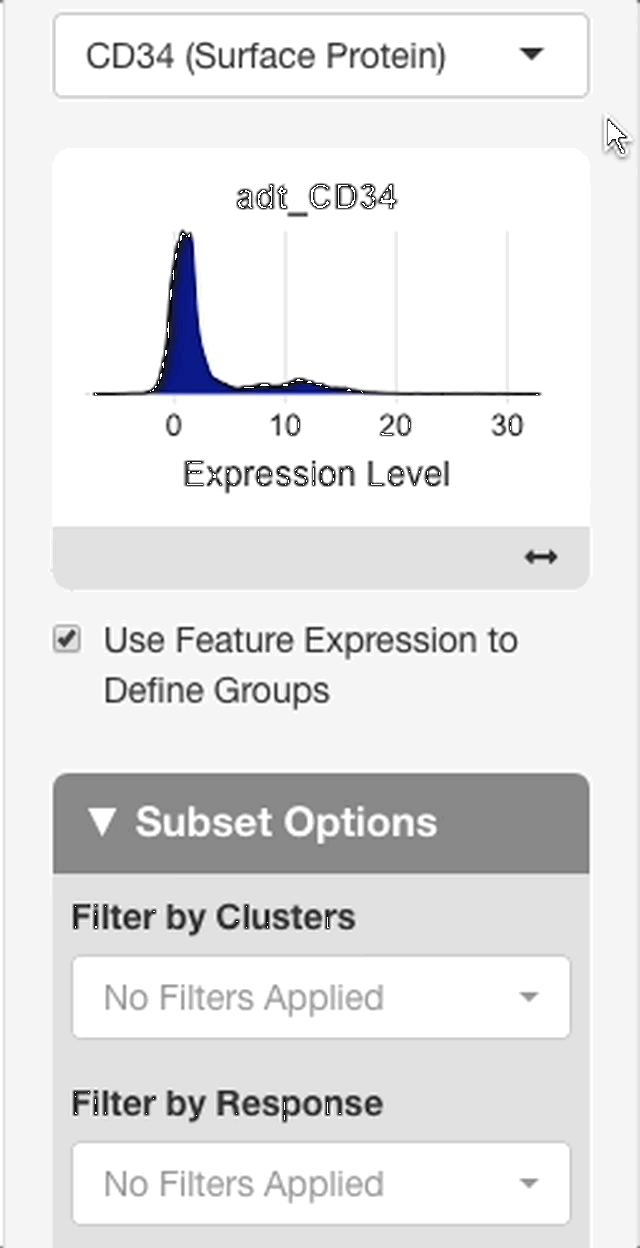 CD34 (Surface Protein)
adt_CD34
0 10 20 30
Expression Level
Use Feature Expression to
Define Groups
▼ Subset Options
Filter by Clusters
No Filters Applied
Filter by Response
No Filters Applied